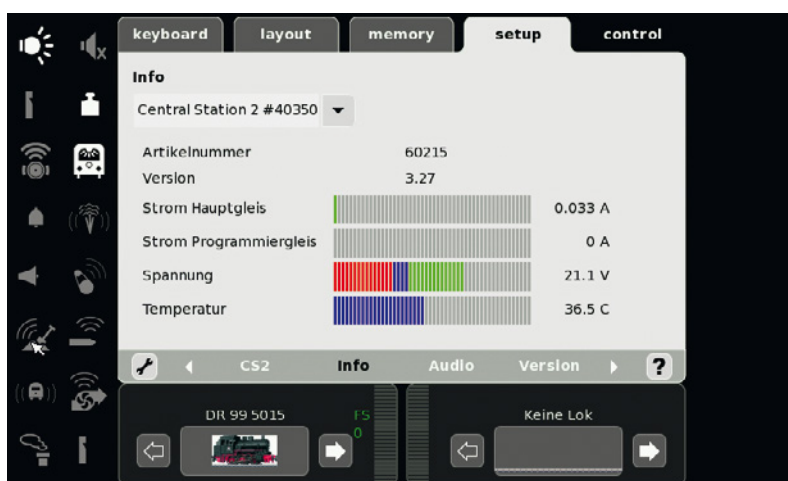 keyboard layout memory setup control
Info
Central Station 2 #40350
Artikelnummer 60215
Version 3.27
Strom Hauptgleis 0.033 A
Strom Programmiergleis 0 A
Spannung 21.1 V
Temperatur 36.5 C
CS2 Info Audio Version ?
DR 99 5015 F5 Keine Lok
0